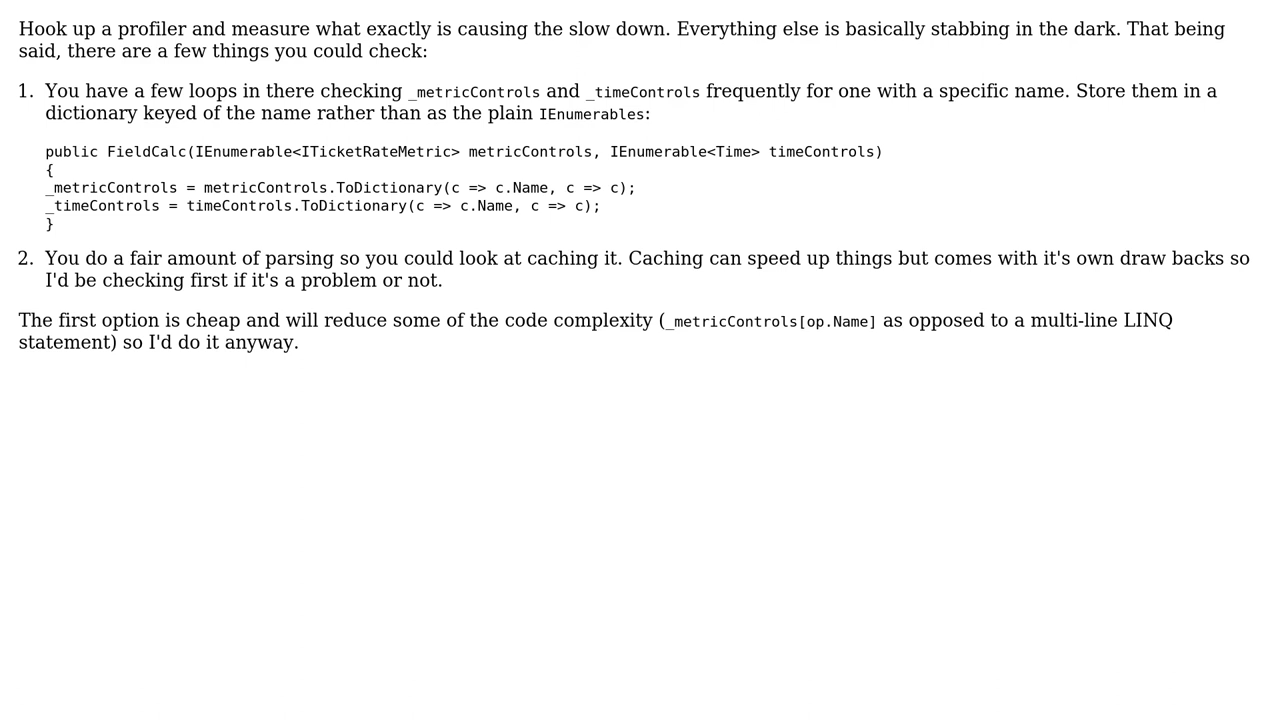 Hook up a profiler and measure what exactly is causing the slow down. Everything else is basically stabbing in the dark. That being
said, there are a few things you could check:
1. You have a few loops in there checking _metricControls and _timeControls frequently for one with a specific name. Store them in a
dictionary keyed of the name rather than as the plain IEnumerables:
public FieldCalc(IEnumerable<ITicketRateMetric> metricControls, IEnumerable<Time> timeControls)
{
_metricControls = metricControls.ToDictionary(c => c.Name, c => c);
_timeControls = timeControls.ToDictionary(c => c.Name, c => c);
}
2. You do a fair amount of parsing so you could look at caching it. Caching can speed up things but comes with it's own draw backs so
I'd be checking first if it's a problem or not.
The first option is cheap and will reduce some of the code complexity (_metricControls[op.Name] as opposed to a multi-line LINQ
statement) so I'd do it anyway.